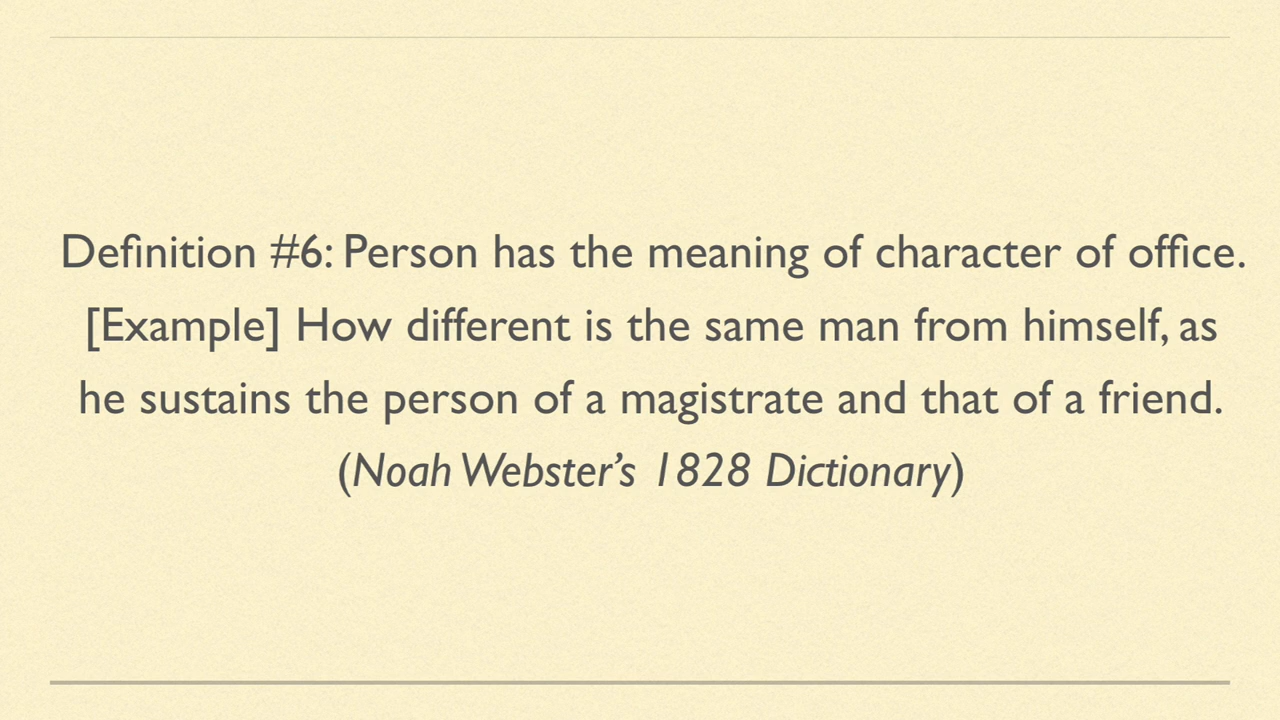 Definition #6: Person has the meaning of character of office.
[Example] How different is the same man from himself, as
he sustains the person of a magistrate and that of a friend.
(Noah Webster’s 1828 Dictionary)